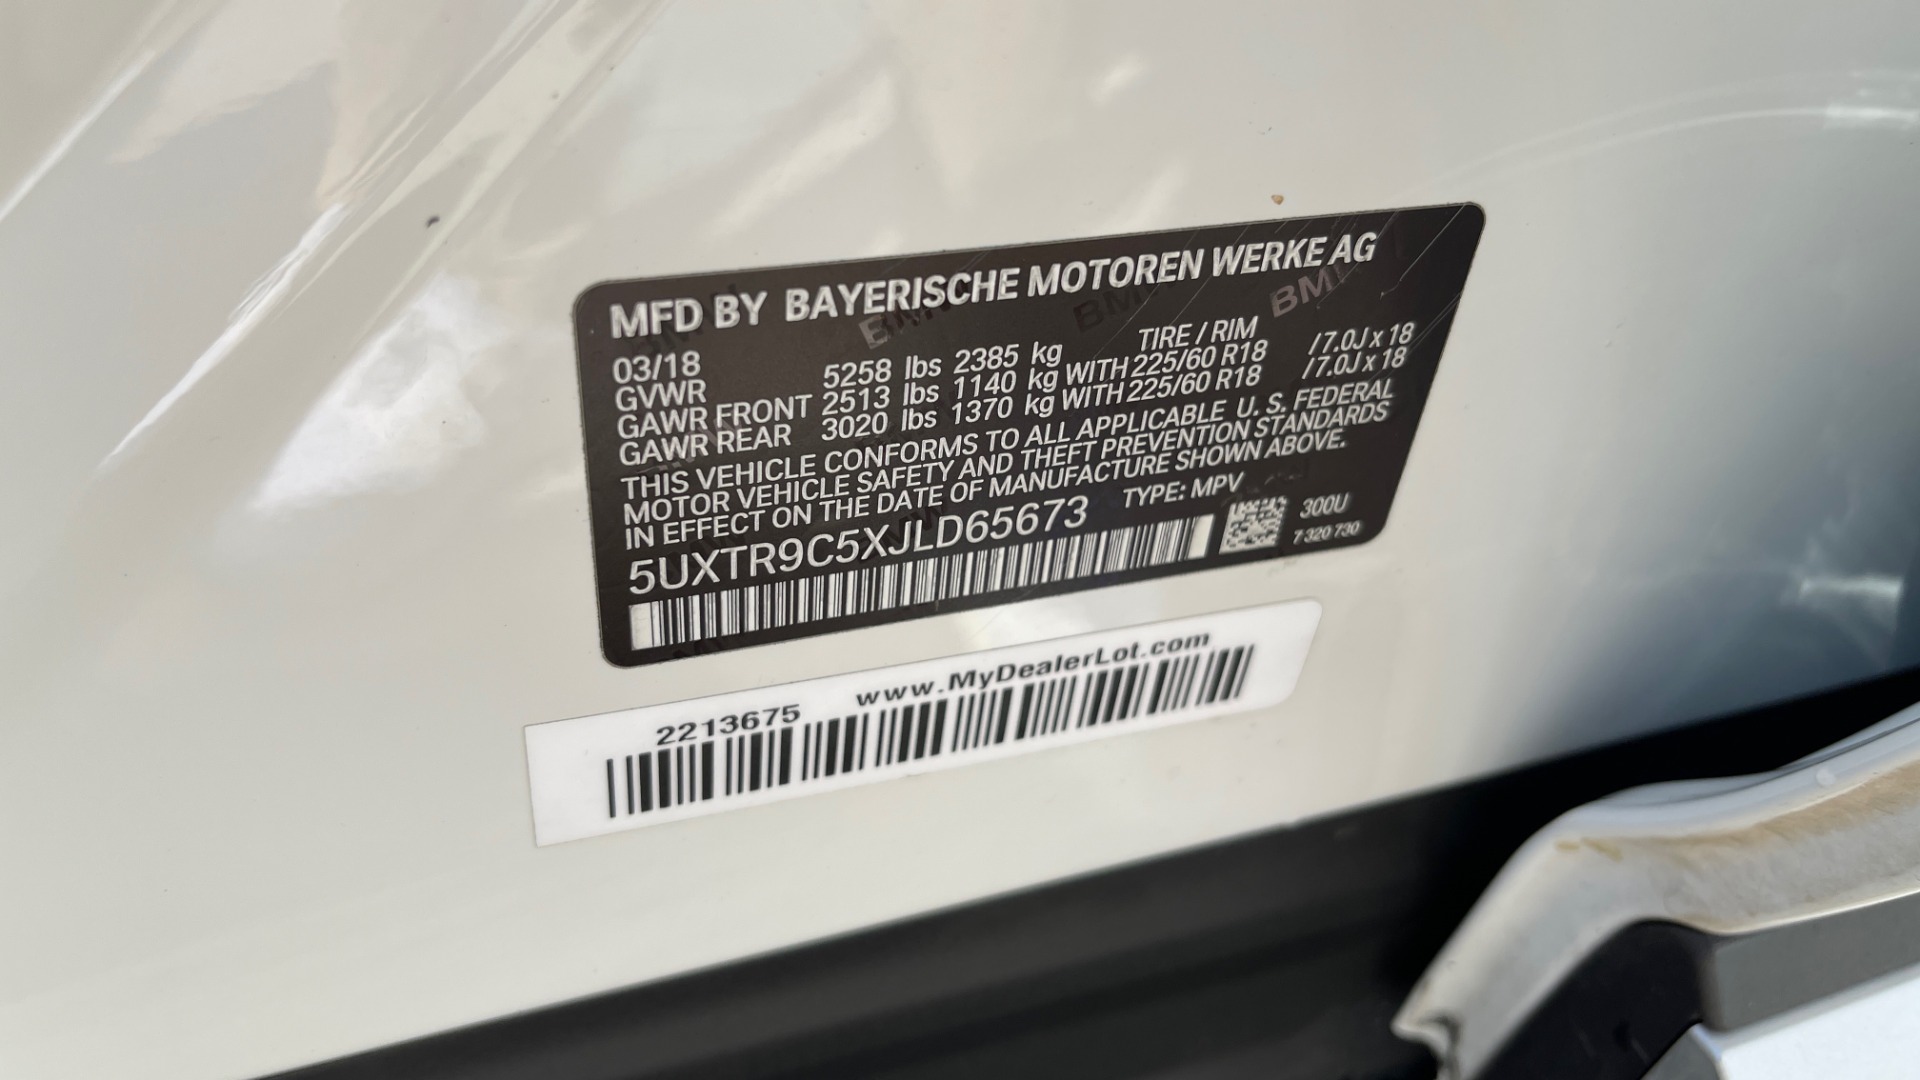 MFD BY BAYERISCHE MOTOREN WERKE AG
03/18 TIRE / RIM
GVWR 5258 lbs 2385 kg
GAWR FRONT 2513 lbs 1140 kg WITH 225/60 R18 /7.0J x 18
GAWR REAR 3020 lbs 1370 kg WITH 225/60 R18 /7.0J x 18
THIS VEHICLE CONFORMS TO ALL APPLICABLE U. S. FEDERAL
MOTOR VEHICLE SAFETY AND THEFT PREVENTION STANDARDS
IN EFFECT ON THE DATE OF MANUFACTURE SHOWN ABOVE.
5UXTR9C5XJLD65673 TYPE: MPV
300U
7 320 730
BMW
BMW
BMW
2213675 www.MyDealerLot.com